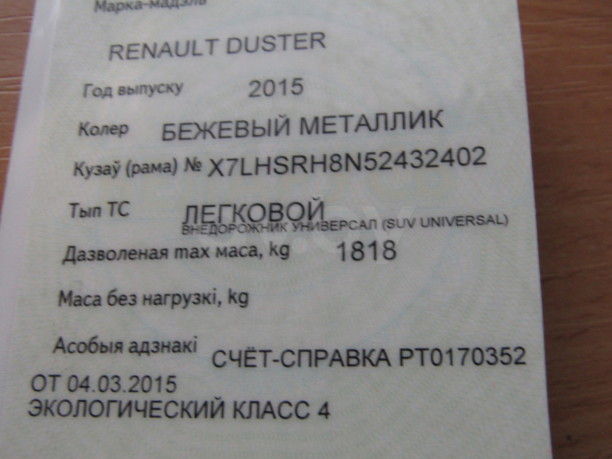 Марка-мадэль
RENAULT DUSTER
Год выпуску 2015
Колер БЕЖЕВЫЙ МЕТАЛЛИК
Кузаў (рама) № X7LHSRH8N52432402
Тып ТС ЛЕГКОВОЙ
ВНЕДОРОЖНИК УНИВЕРСАЛ (SUV UNIVERSAL)
Дазволеная max маса, kg 1818
Маса без нагрузкі, kg
Асобыя адзнакі СЧЁТ-СПРАВКА РТ0170352
ОТ 04.03.2015
ЭКОЛОГИЧЕСКИЙ КЛАСС 4